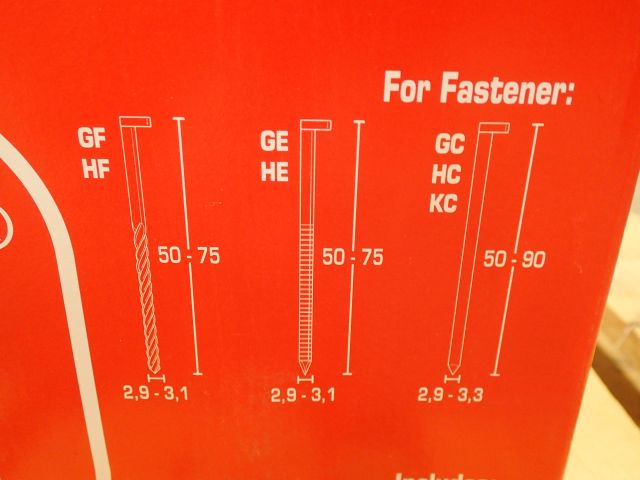 For Fastener:
GF
HF
50 - 75
2,9 - 3,1
GE
HE
50 - 75
2,9 - 3,1
GC
HC
KC
50 - 90
2,9 - 3,3
Includes: